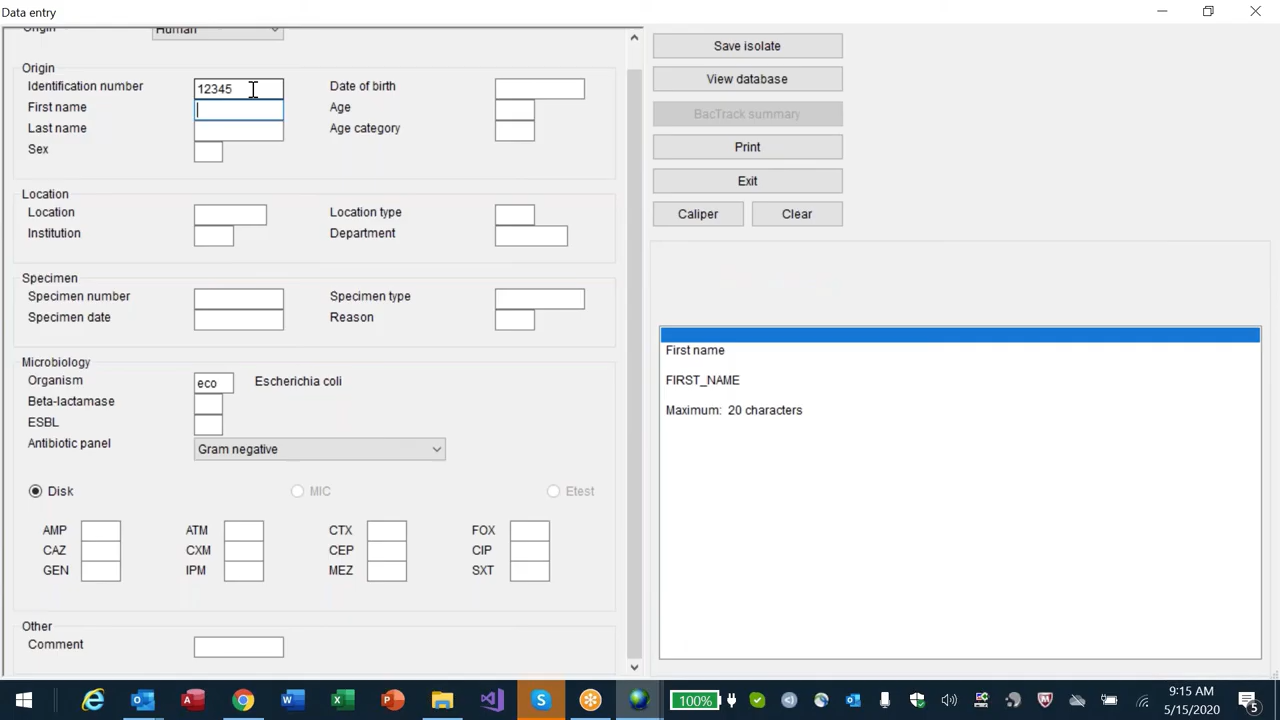 Data entry
Origin Human
Origin
Identification number 12345 Date of birth
First name Age
Last name Age category
Sex
Location
Location Location type
Institution Department
Specimen
Specimen number Specimen type
Specimen date Reason
Microbiology
Organism eco Escherichia coli
Beta-lactamase
ESBL
Antibiotic panel Gram negative
Disk MIC Etest
AMP ATM CTX FOX
CAZ CXM CEP CIP
GEN IPM MEZ SXT
Other
Comment
Save isolate
View database
BacTrack summary
Print
Exit
Caliper Clear
First name
FIRST_NAME
Maximum: 20 characters
100%
9:15 AM
5/15/2020
5